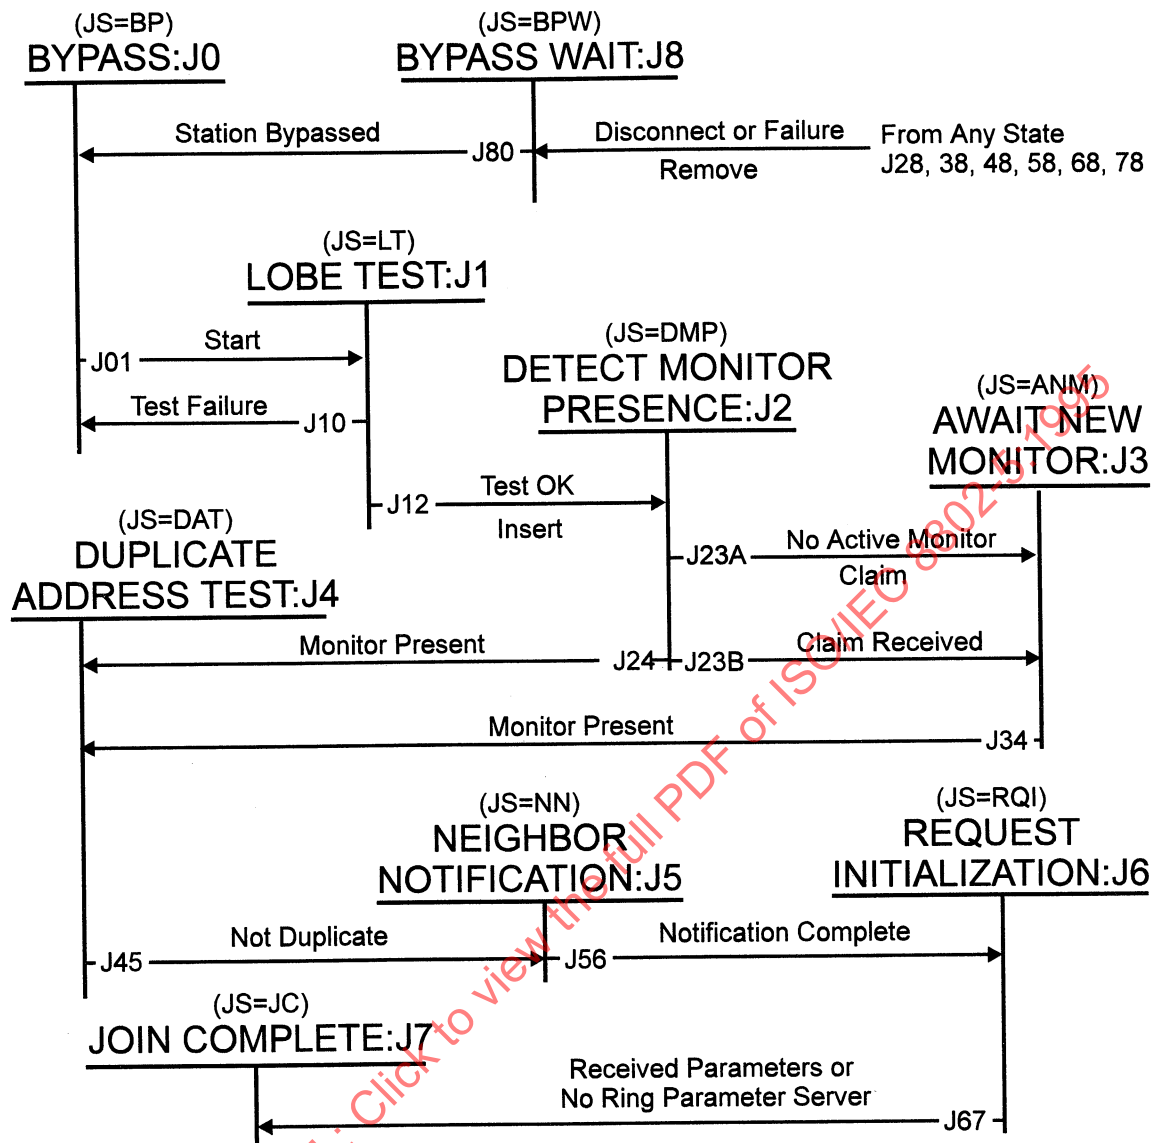 (JS=BP)
BYPASS:J0
(JS=BPW)
BYPASS WAIT:J8
Station Bypassed
J80
Disconnect or Failure
Remove
From Any State
J28, 38, 48, 58, 68, 78
(JS=LT)
LOBE TEST:J1
J01
Start
Test Failure
J10
(JS=DMP)
DETECT MONITOR
PRESENCE:J2
(JS=ANM)
AWAIT NEW
MONITOR:J3
J12
Test OK
Insert
J23A
No Active Monitor
Claim
(JS=DAT)
DUPLICATE
ADDRESS TEST:J4
Monitor Present
J24
J23B
Claim Received
Monitor Present
J34
(JS=NN)
NEIGHBOR
NOTIFICATION:J5
(JS=RQI)
REQUEST
INITIALIZATION:J6
J45
Not Duplicate
J56
Notification Complete
(JS=JC)
JOIN COMPLETE:J7
Received Parameters or
No Ring Parameter Server
J67
: Click to view the full PDF of ISO/IEC 8802-5:1995